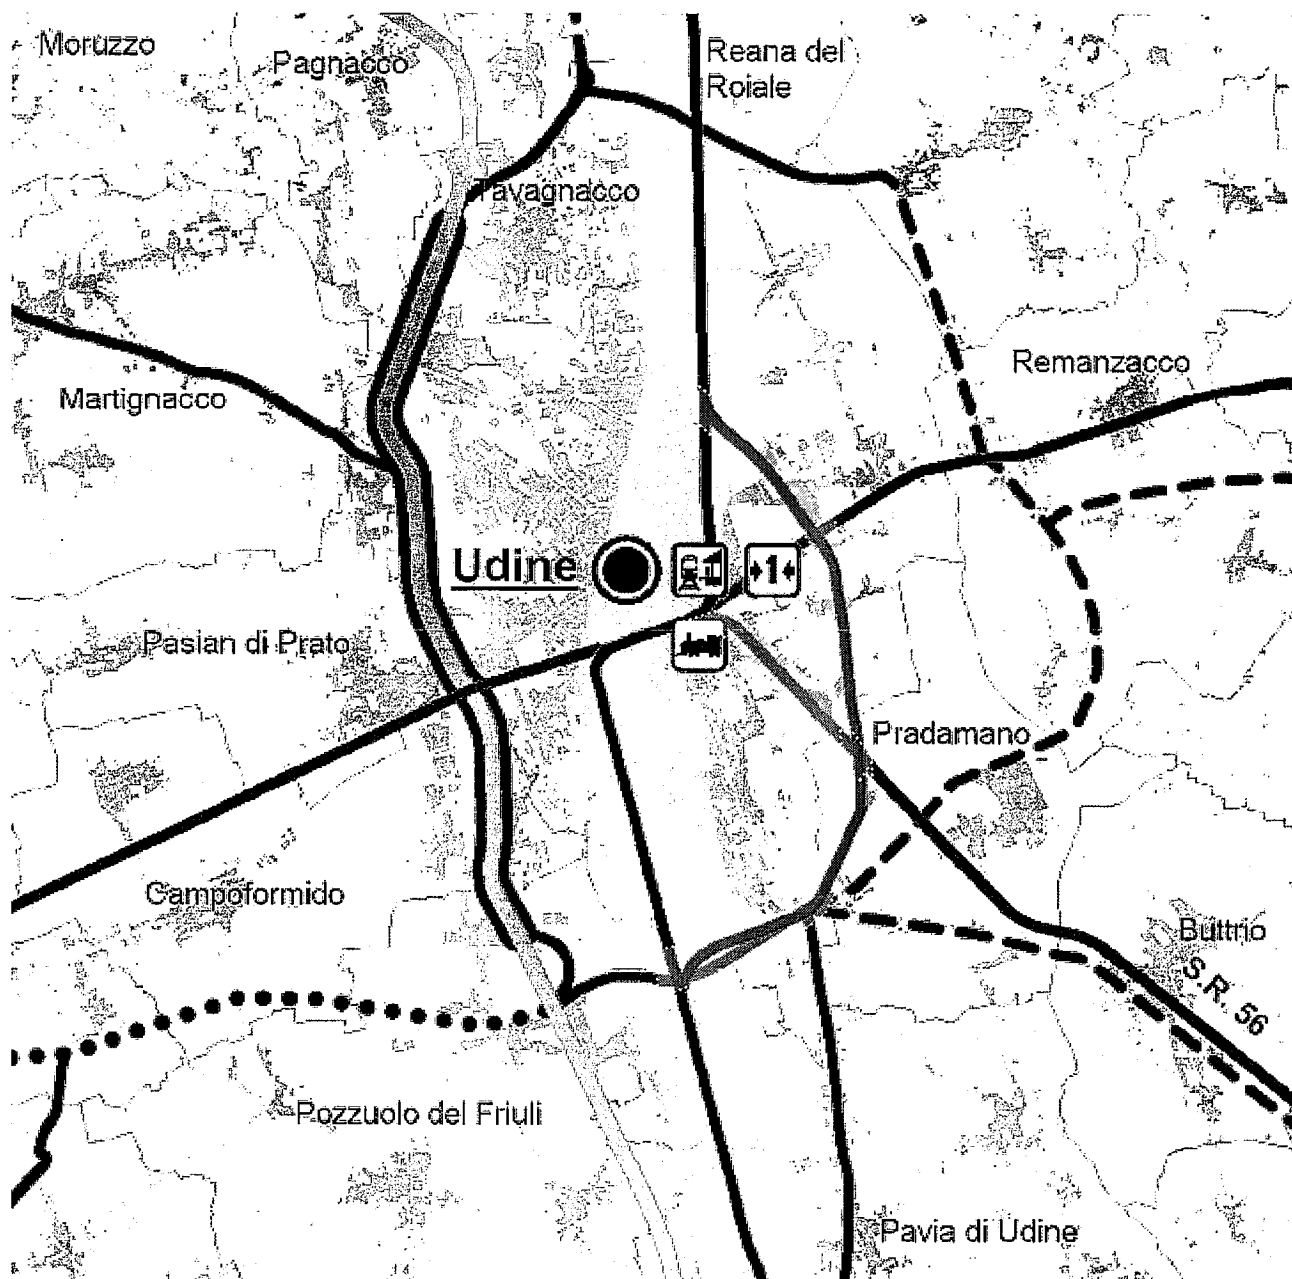 Moruzzo
Pagnacco
Reana del
Roiale
Tavagnacco
Remanzacco
Martignacco
Udine
1
Pasian di Prato
Pradamano
Campoformido
Buttrio
S.R. 56
Pozzuolo del Friuli
Pavia di Udine